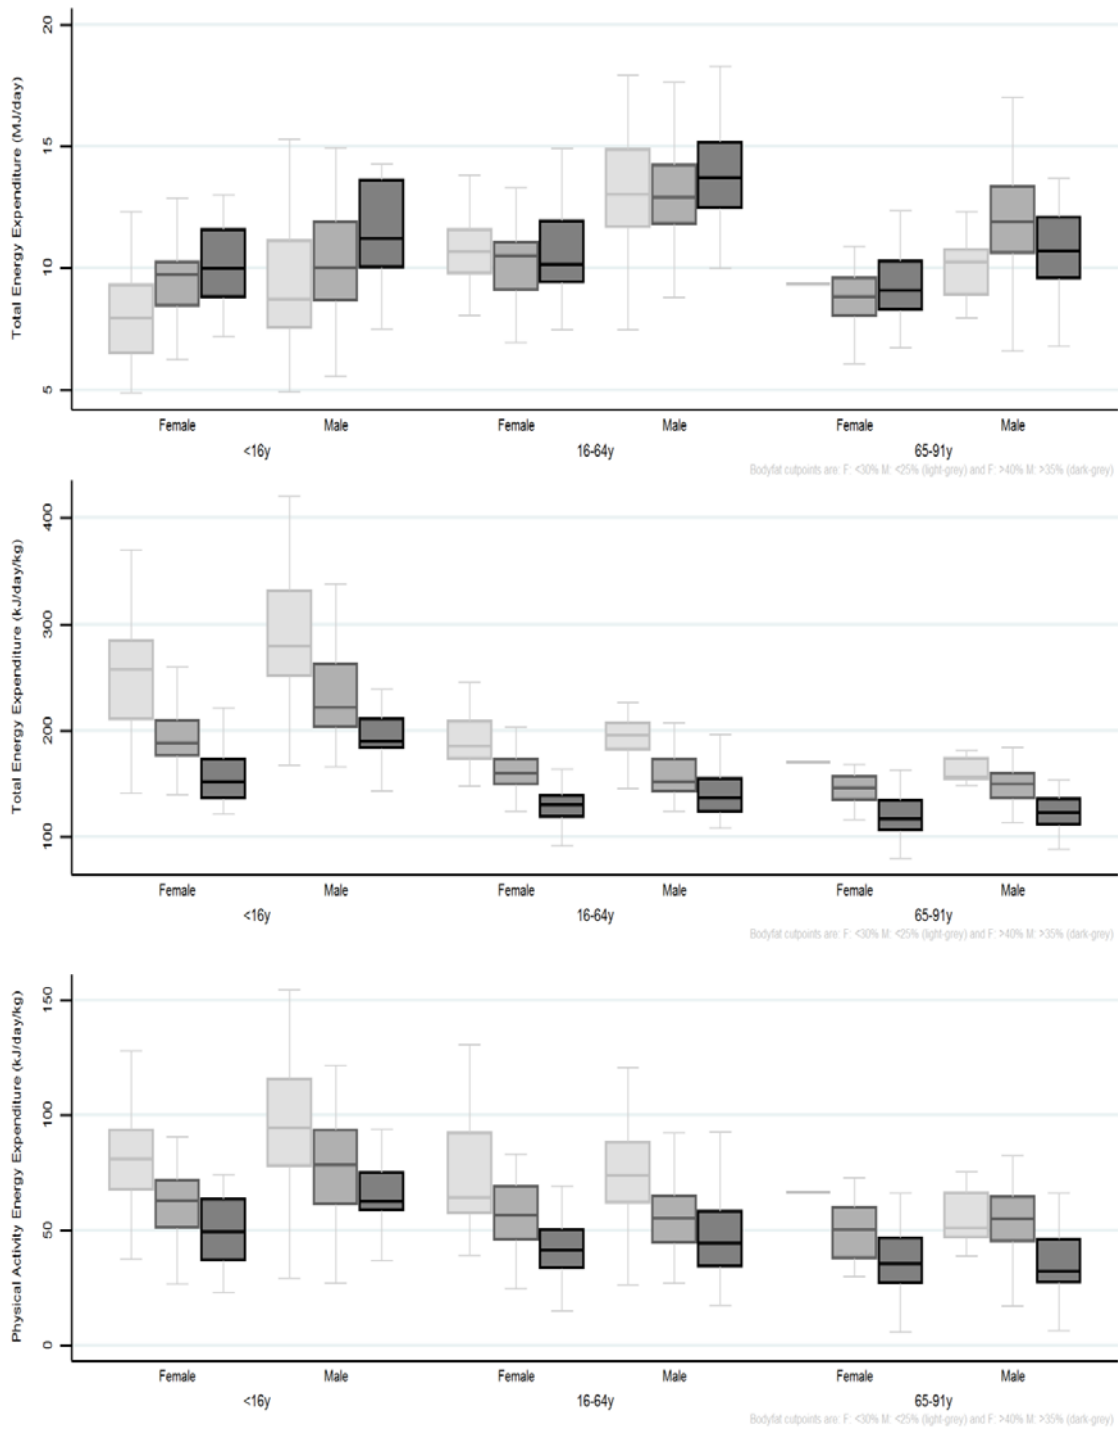 Total Energy Expenditure (MJ/day)
20
15
10
5
Female Male Female Male Female Male
<16y 16-64y 65-91y
Bodyfat cutpoints are: F: <30% M: <25% (light-grey) and F: >40% M: >35% (dark-grey)
Total Energy Expenditure (kJ/day/kg)
400
300
200
100
Female Male Female Male Female Male
<16y 16-64y 65-91y
Bodyfat cutpoints are: F: <30% M: <25% (light-grey) and F: >40% M: >35% (dark-grey)
Physical Activity Energy Expenditure (kJ/day/kg)
150
100
50
0
Female Male Female Male Female Male
<16y 16-64y 65-91y
Bodyfat cutpoints are: F: <30% M: <25% (light-grey) and F: >40% M: >35% (dark-grey)